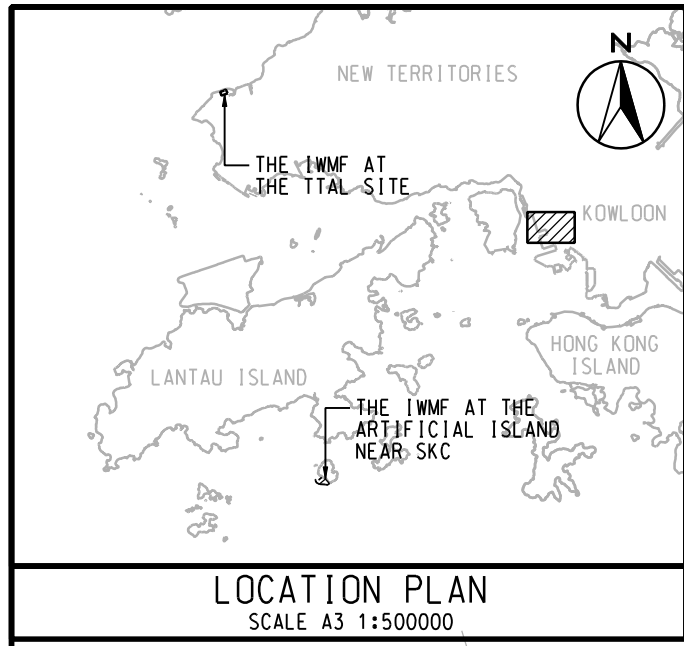 N
NEW TERRITORIES
THE IWMF AT
THE TTAL SITE
KOWLOON
HONG KONG
ISLAND
LANTAU ISLAND
THE IWMF AT THE
ARTIFICIAL ISLAND
NEAR SKC
LOCATION PLAN
SCALE A3 1:500000